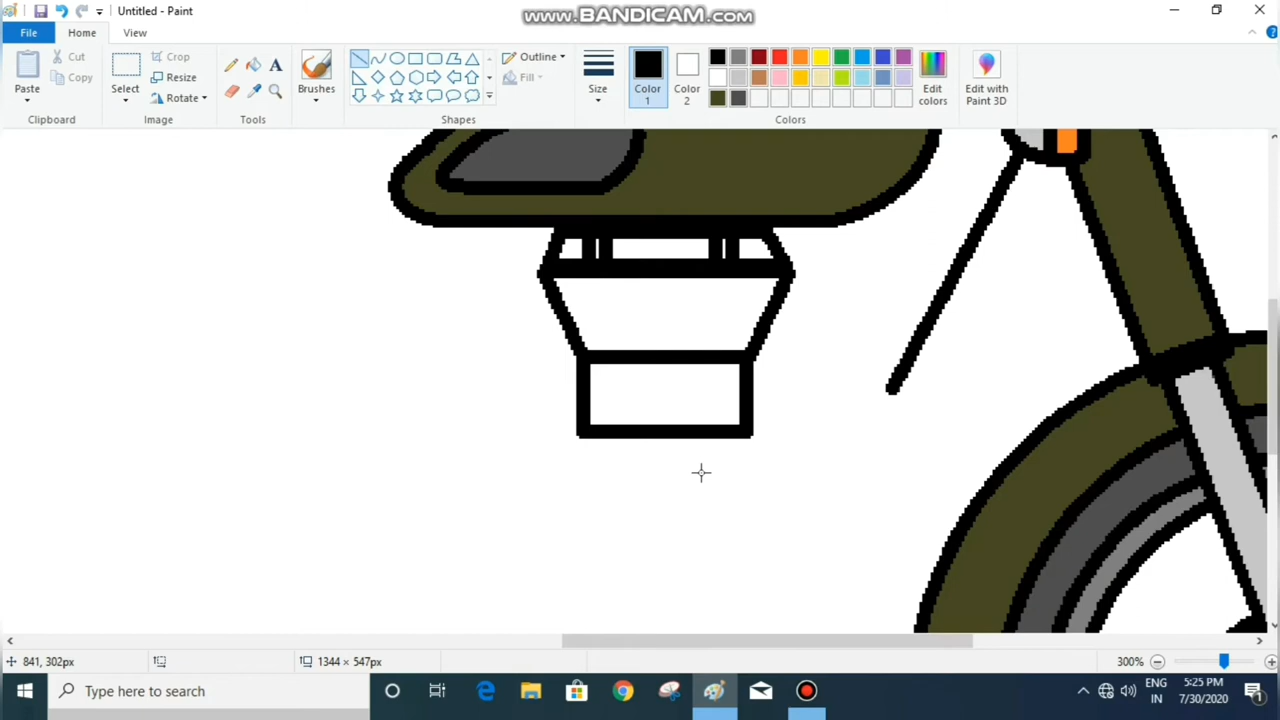 Untitled - Paint
www.BANDICAM.com
File
Home
View
Paste
Cut
Copy
Clipboard
Select
Crop
Resize
Rotate
Image
Tools
Brushes
Outline
Fill
Shapes
Size
Color 1
Color 2
Edit colors
Edit with Paint 3D
Colors
841, 302px
1344 × 547px
300%
Type here to search
ENG
IN
5:25 PM
7/30/2020
1